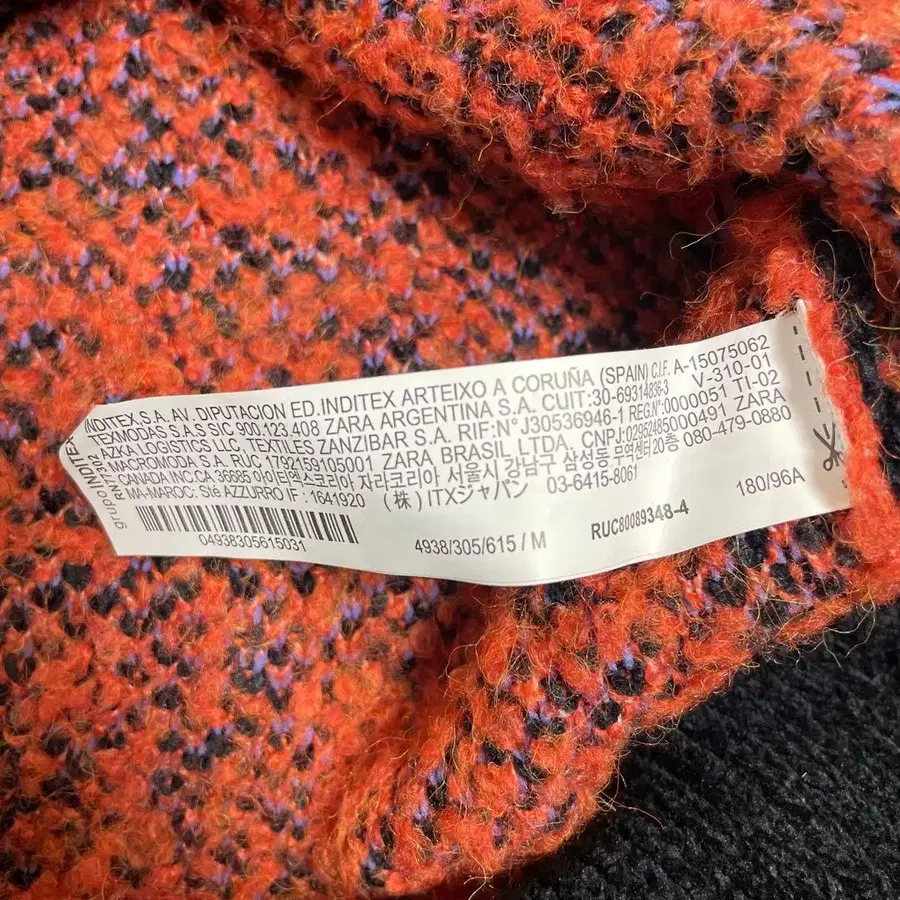 INDITEX,S.A. AV. DIPUTACION ED.INDITEX ARTEIXO A CORUÑA (SPAIN) C.I.F. A-15075062
TEXMODAS S.A.S SIC 900.123.408 ZARA ARGENTINA S.A. CUIT:30-69314836-3 V-310-01
AZKA LOGISTICS LLC, TEXTILES ZANZIBAR S.A. RIF:N°J30536946-1 REG.N°:0000051 TI-02
MACROMODA S.A. RUC 1792159105001 ZARA BRASIL LTDA. CNPJ:02952485000491 ZARA
CANADA INC.CA 36685 아이티엑스코리아 자라코리아 서울시 강남구 삼성동 무역센터20층 080-479-0880
MA-MAROC: Sté AZZURRO IF : 1641920 (株) ITXジャパン 03-6415-8061
04938305615031
4938/305/615 / M
RUC80089348-4
180/96A